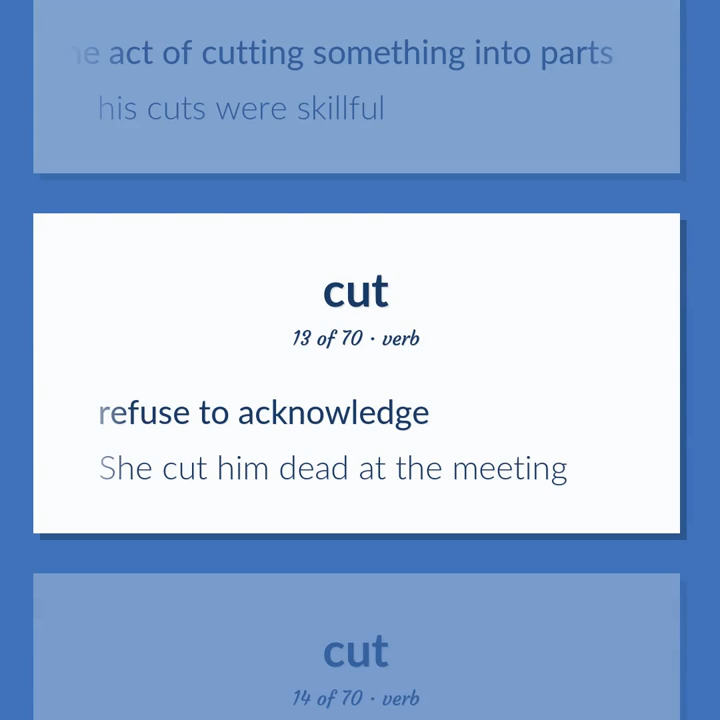 he act of cutting something into parts
his cuts were skillful
cut
13 of 70 · verb
refuse to acknowledge
She cut him dead at the meeting
cut
14 of 70 · verb